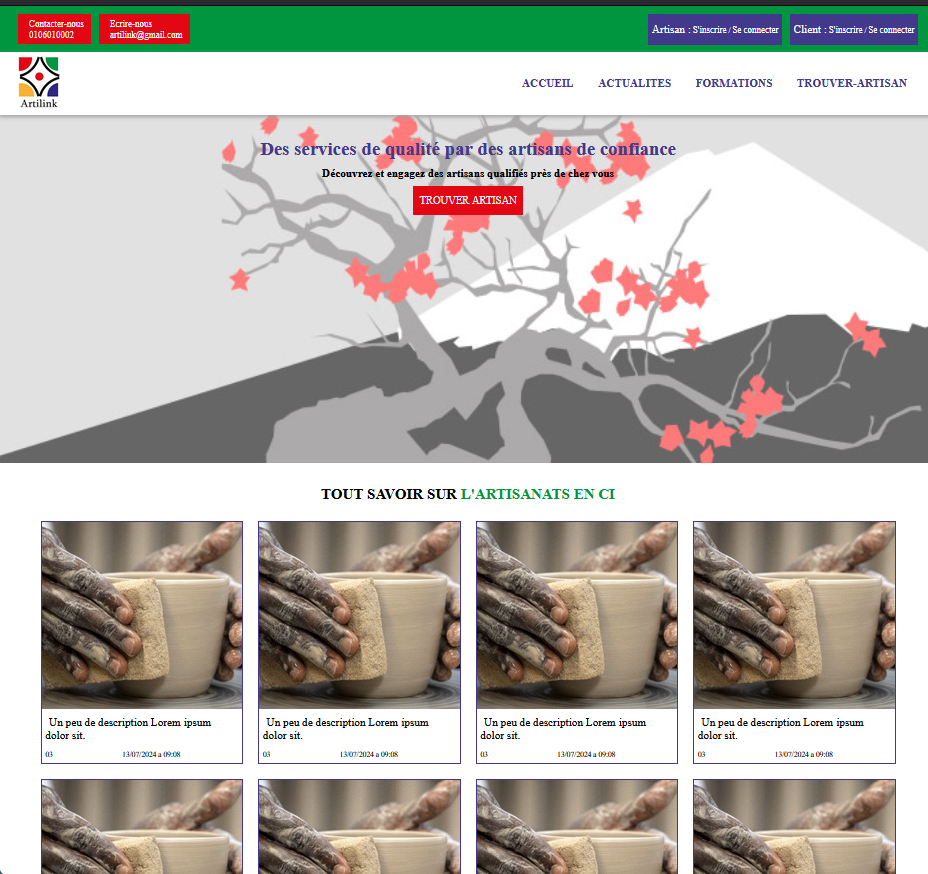 Contacter-nous
0106010002
Ecrire-nous
artilink@gmail.com
Artisan : S'inscrire / Se connecter
Client : S'inscrire / Se connecter
Artilink
ACCUEIL
ACTUALITES
FORMATIONS
TROUVER-ARTISAN
Des services de qualité par des artisans de confiance
Découvrez et engagez des artisans qualifiés près de chez vous
TROUVER ARTISAN
TOUT SAVOIR SUR L'ARTISANATS EN CI
Un peu de description Lorem ipsum
dolor sit.
03
13/07/2024 a 09:08
Un peu de description Lorem ipsum
dolor sit.
03
13/07/2024 a 09:08
Un peu de description Lorem ipsum
dolor sit.
03
13/07/2024 a 09:08
Un peu de description Lorem ipsum
dolor sit.
03
13/07/2024 a 09:08